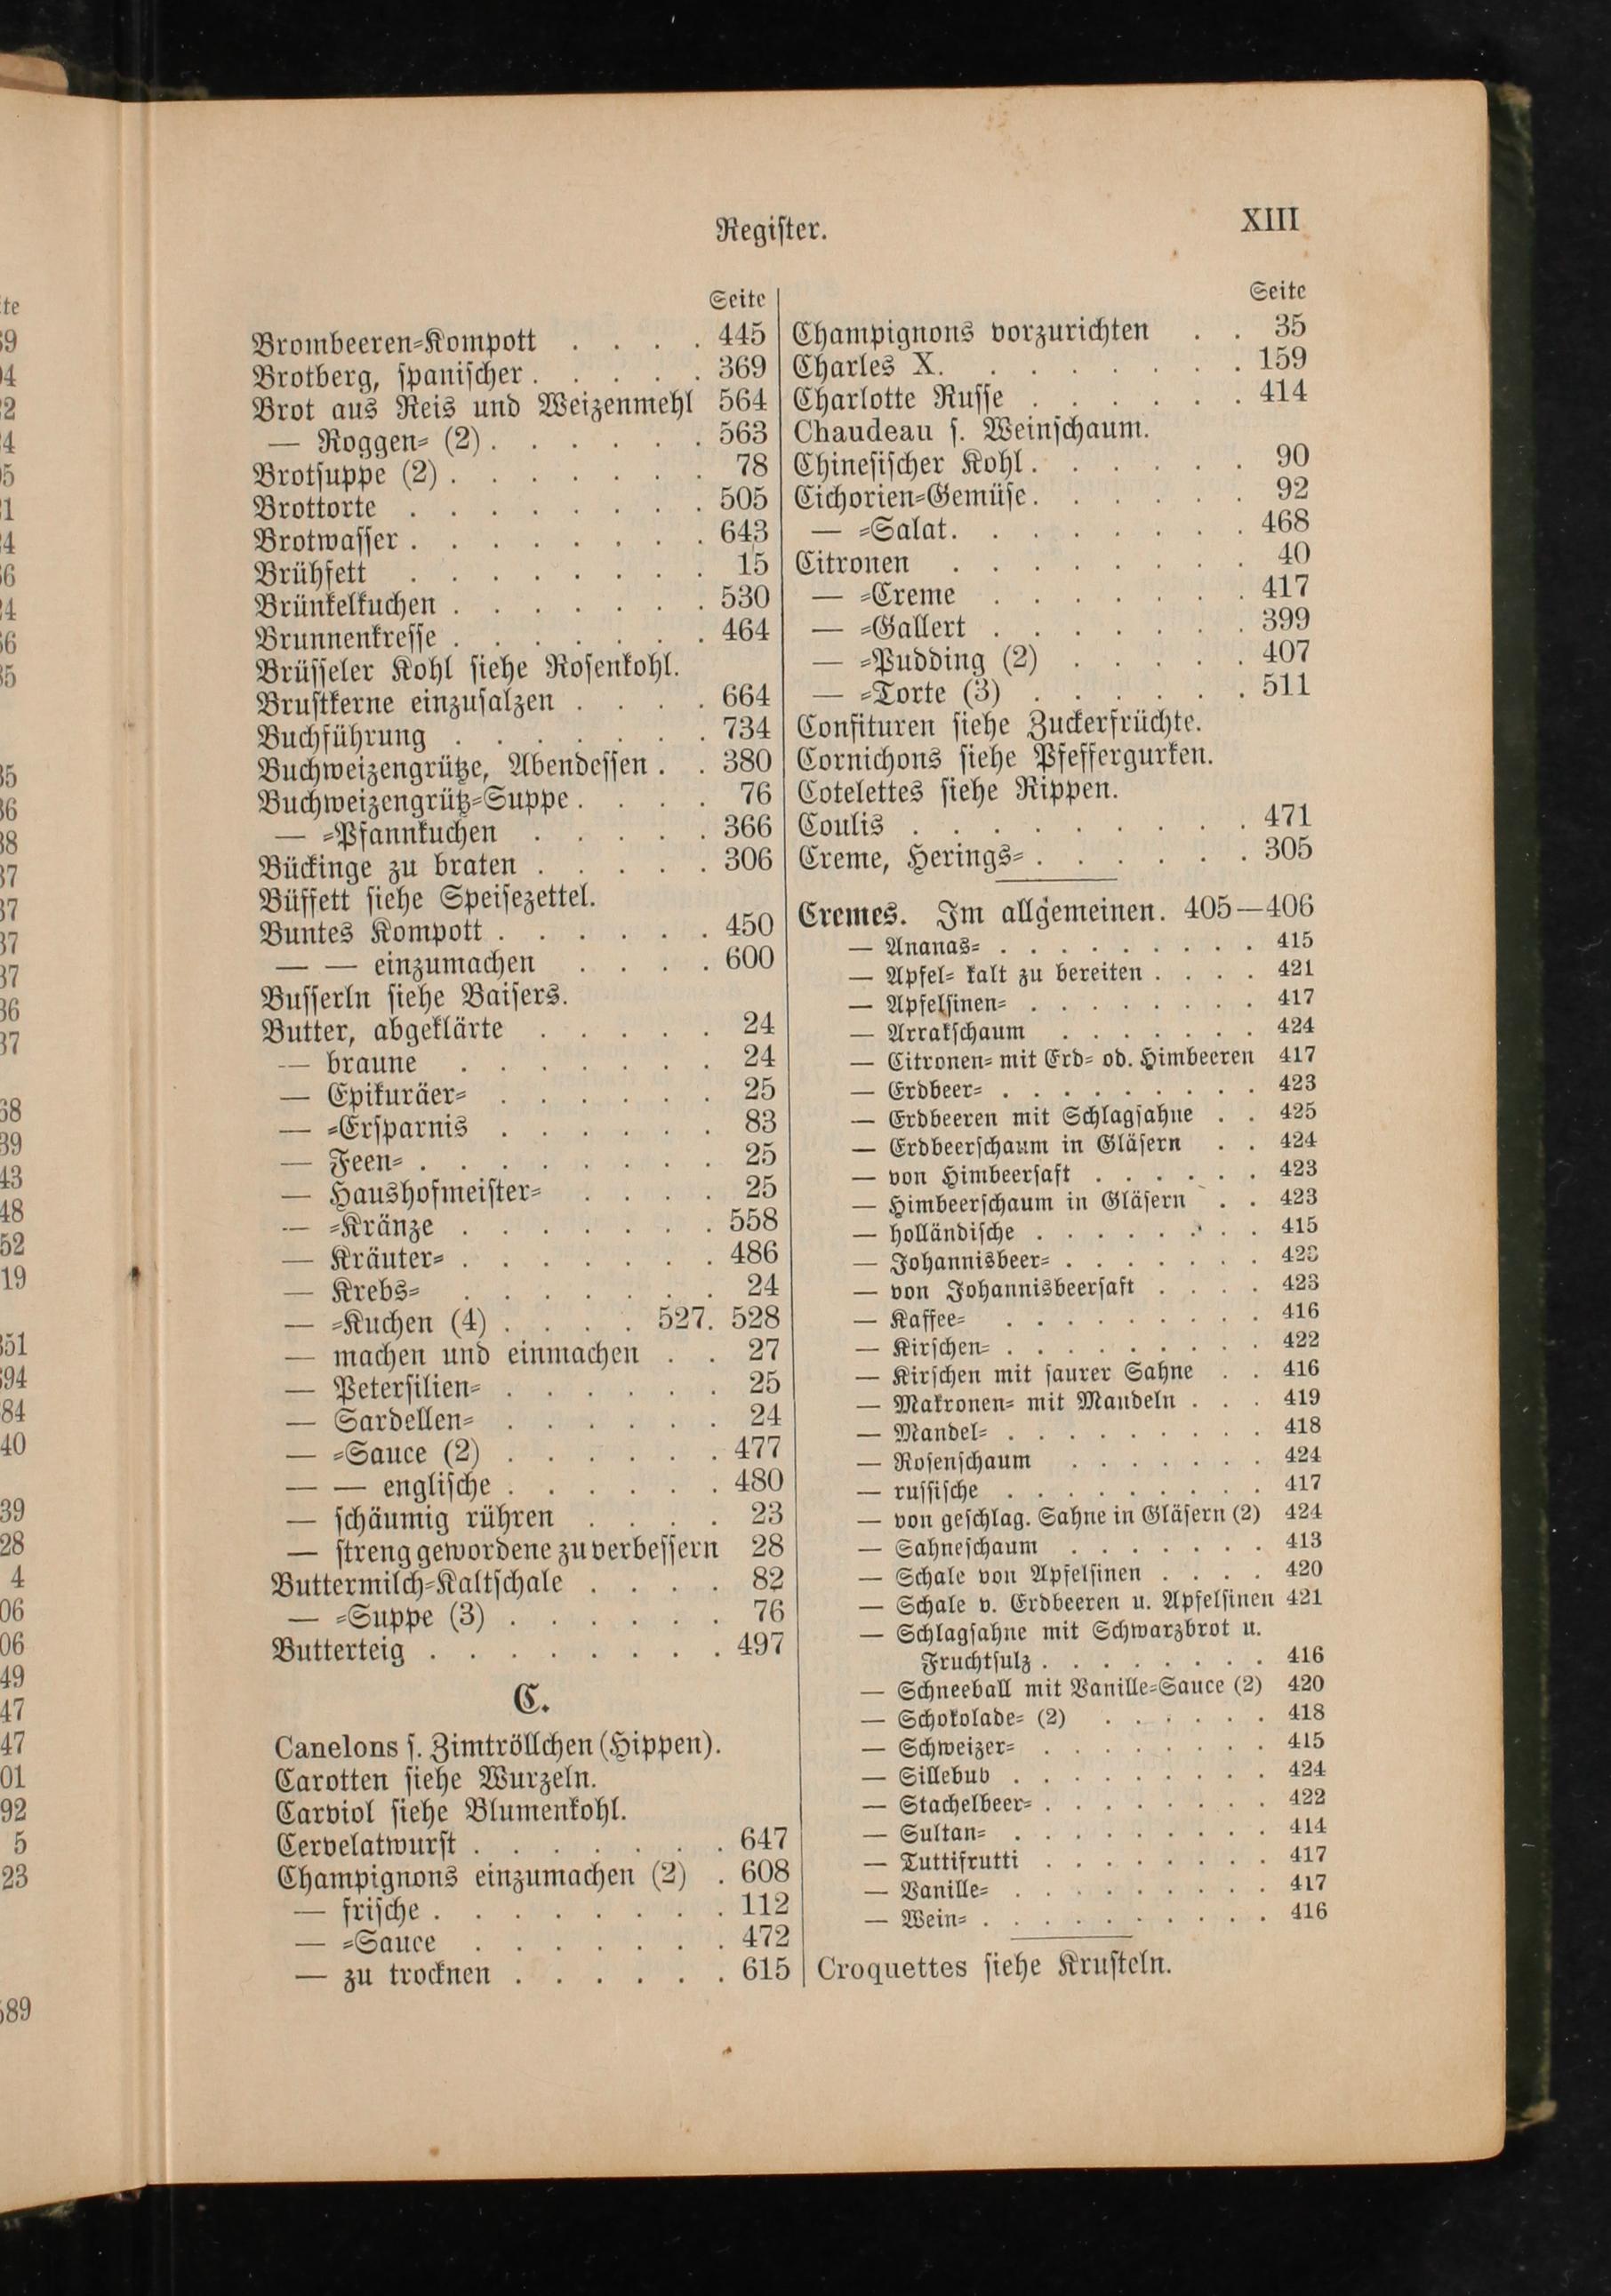 Register.
XIII
Seite
Brombeeren-Kompott . . . . 445
Brotberg, spanischer . . . . . 369
Brot aus Reis und Weizenmehl 564
— Roggen- (2) . . . . . . 563
Brotsuppe (2) . . . . . . . 78
Brottorte . . . . . . . . 505
Brotwasser . . . . . . . . 643
Brühfett . . . . . . . . 15
Brünkelkuchen . . . . . . . 530
Brunnenkresse . . . . . . . 464
Brüsseler Kohl siehe Rosenkohl.
Brustkerne einzusalzen . . . . 664
Buchführung . . . . . . . 734
Buchweizengrütze, Abendessen . . 380
Buchweizengrütz-Suppe . . . . 76
— -Pfannkuchen . . . . . 366
Bückinge zu braten . . . . . 306
Büffett siehe Speisezettel.
Buntes Kompott . . . . . . 450
— — einzumachen . . . . 600
Busserln siehe Baisers.
Butter, abgeklärte . . . . . 24
— braune . . . . . . . 24
— Epikuräer- . . . . . . 25
— -Ersparnis . . . . . . 83
— Feen- . . . . . . . . 25
— Haushofmeister- . . . . 25
— -Kränze . . . . . . . 558
— Kräuter- . . . . . . . 486
— Krebs- . . . . . . . 24
— -Kuchen (4) . . . . 527. 528
— machen und einmachen . . 27
— Petersilien- . . . . . . 25
— Sardellen- . . . . . . 24
— -Sauce (2) . . . . . . 477
— — englische . . . . . . 480
— schäumig rühren . . . . 23
— streng gewordene zu verbessern 28
Buttermilch-Kaltschale . . . . 82
— -Suppe (3) . . . . . . 76
Butterteig . . . . . . . . 497
C.
Canelons s. Zimtröllchen (Hippen).
Carotten siehe Wurzeln.
Carviol siehe Blumenkohl.
Cervelatwurst . . . . . . . 647
Champignons einzumachen (2) . 608
— frische . . . . . . . . 112
— -Sauce . . . . . . . 472
— zu trocknen . . . . . . 615
Seite
Champignons vorzurichten . . 35
Charles X. . . . . . . . 159
Charlotte Russe . . . . . . 414
Chaudeau s. Weinschaum.
Chinesischer Kohl . . . . . . 90
Cichorien-Gemüse . . . . . . 92
— -Salat . . . . . . . . 468
Citronen . . . . . . . . 40
— -Creme . . . . . . . 417
— -Gallert . . . . . . . 399
— -Pudding (2) . . . . . 407
— -Torte (3) . . . . . . 511
Confituren siehe Zuckerfrüchte.
Cornichons siehe Pfeffergurken.
Cotelettes siehe Rippen.
Coulis . . . . . . . . . 471
Creme, Herings- . . . . . . 305
Cremes. Im allgemeinen. 405—406
— Ananas- . . . . . . . . . 415
— Apfel- kalt zu bereiten . . . . 421
— Apfelsinen- . . . . . . . . 417
— Arrakschaum . . . . . . . 424
— Citronen- mit Erd- od. Himbeeren 417
— Erdbeer- . . . . . . . . . 423
— Erdbeeren mit Schlagsahne . . 425
— Erdbeerschaum in Gläsern . . 424
— von Himbeersaft . . . . . . 423
— Himbeerschaum in Gläsern . . 423
— holländische . . . . . . . . 415
— Johannisbeer- . . . . . . . 423
— von Johannisbeersaft . . . . 423
— Kaffee- . . . . . . . . . 416
— Kirschen- . . . . . . . . . 422
— Kirschen mit saurer Sahne . . 416
— Makronen- mit Mandeln . . . 419
— Mandel- . . . . . . . . . 418
— Rosenschaum . . . . . . . 424
— russische . . . . . . . . . 417
— von geschlag. Sahne in Gläsern (2) 424
— Sahneschaum . . . . . . . 413
— Schale von Apfelsinen . . . . 420
— Schale v. Erdbeeren u. Apfelsinen 421
— Schlagsahne mit Schwarzbrot u.
Fruchtsulz . . . . . . . . 416
— Schneeball mit Vanille-Sauce (2) 420
— Schokolade- (2) . . . . . . 418
— Schweizer- . . . . . . . . 415
— Sillebub . . . . . . . . . 424
— Stachelbeer- . . . . . . . . 422
— Sultan- . . . . . . . . . 414
— Tuttifrutti . . . . . . . . 417
— Vanille- . . . . . . . . . 417
— Wein- . . . . . . . . . . 416
Croquettes siehe Krusteln.